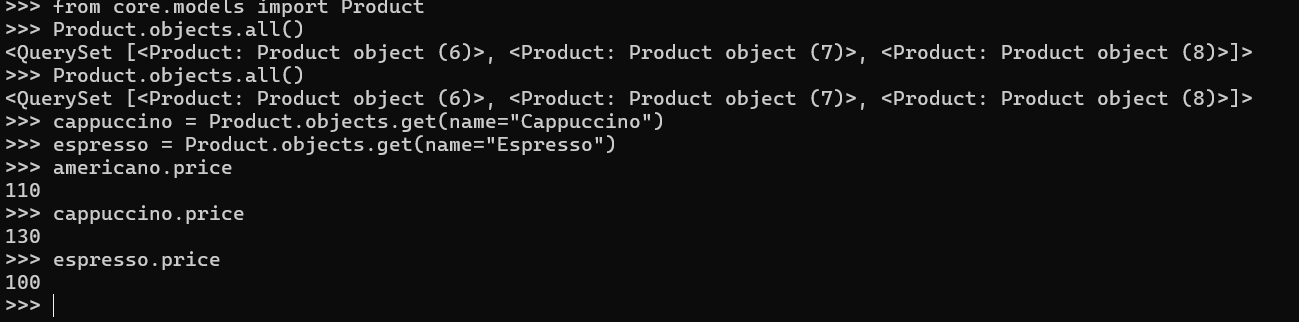 >>> from core.models import Product
>>> Product.objects.all()
<QuerySet [<Product: Product object (6)>, <Product: Product object (7)>, <Product: Product object (8)>]>
>>> Product.objects.all()
<QuerySet [<Product: Product object (6)>, <Product: Product object (7)>, <Product: Product object (8)>]>
>>> cappuccino = Product.objects.get(name="Cappuccino")
>>> espresso = Product.objects.get(name="Espresso")
>>> americano.price
110
>>> cappuccino.price
130
>>> espresso.price
100
>>>